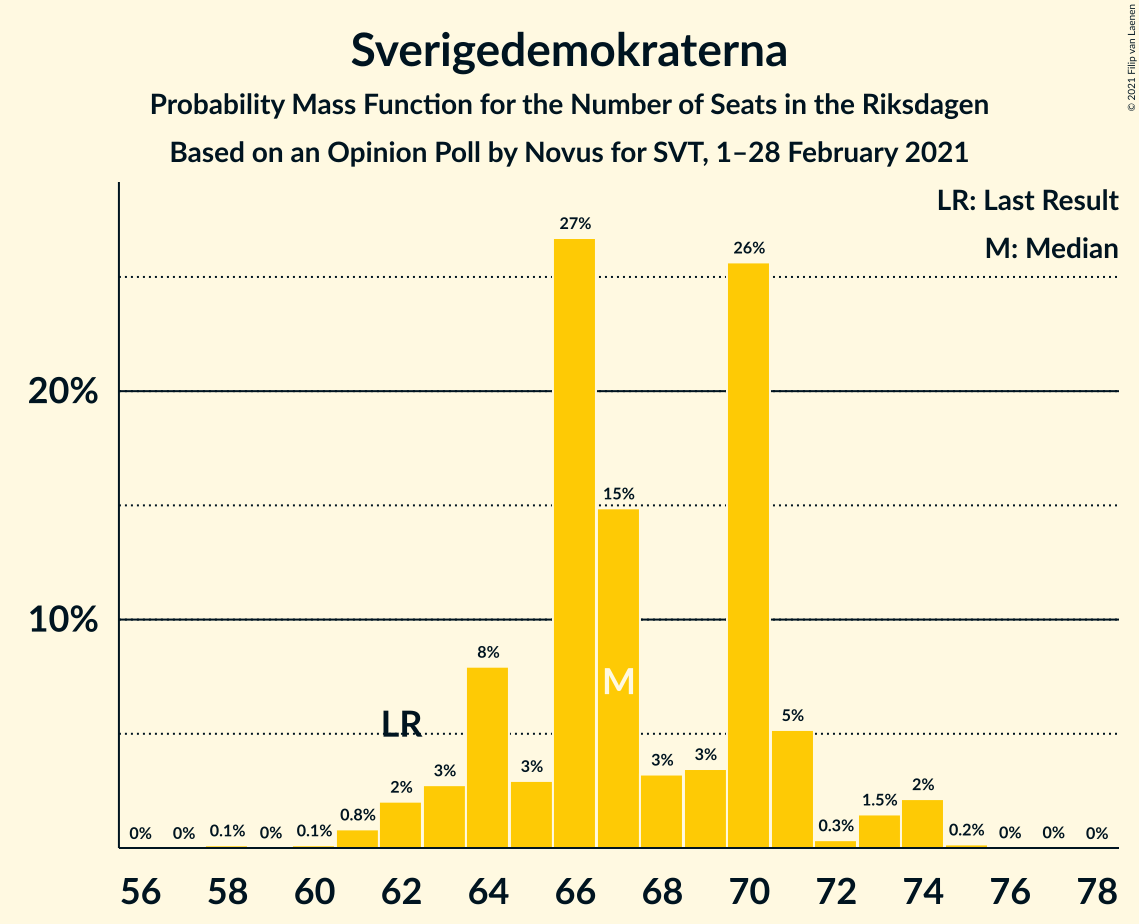 Sverigedemokraterna
Probability Mass Function for the Number of Seats in the Riksdagen
Based on an Opinion Poll by Novus for SVT, 1–28 February 2021
© 2021 Filip van Laenen
LR: Last Result
M: Median
20%
10%
0% 0% 0.1% 0% 0.1% 0.8% 2% 3% 8% 3% 27% 15% 3% 3% 26% 5% 0.3% 1.5% 2% 0.2% 0% 0% 0%
LR
M
56 58 60 62 64 66 68 70 72 74 76 78